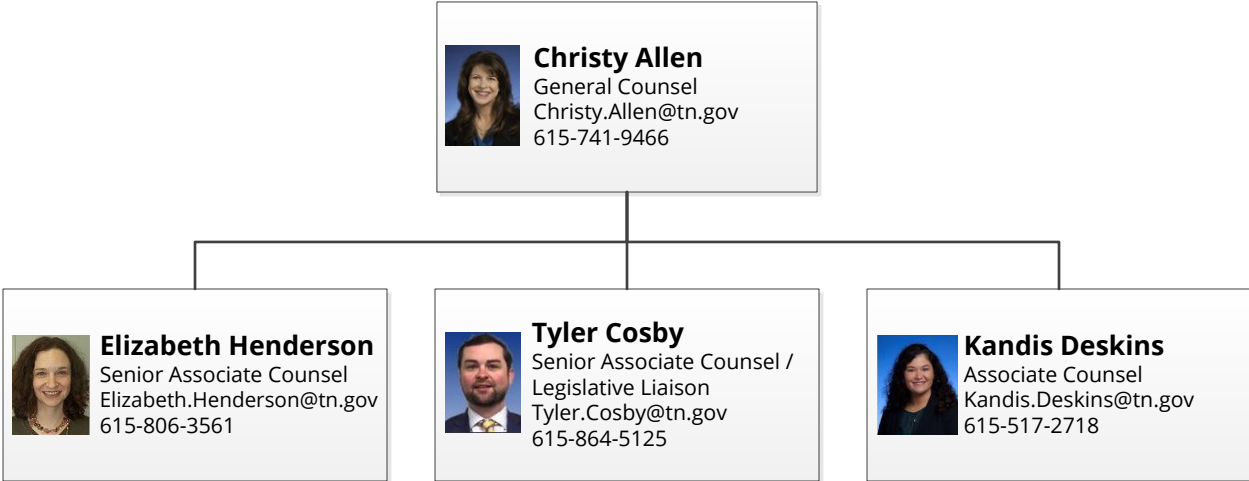 Christy Allen
General Counsel
Christy.Allen@tn.gov
615-741-9466
Elizabeth Henderson
Senior Associate Counsel
Elizabeth.Henderson@tn.gov
615-806-3561
Tyler Cosby
Senior Associate Counsel /
Legislative Liaison
Tyler.Cosby@tn.gov
615-864-5125
Kandis Deskins
Associate Counsel
Kandis.Deskins@tn.gov
615-517-2718